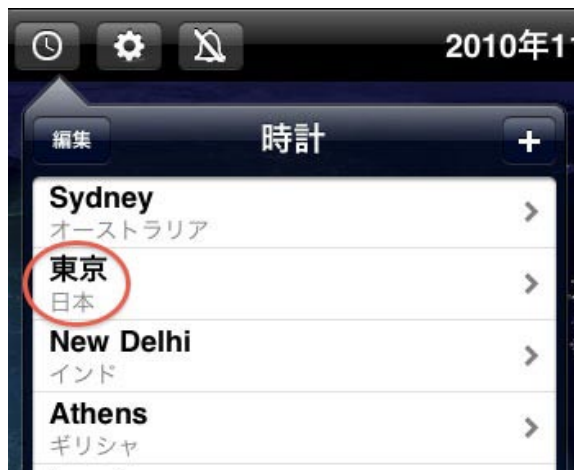 2010年1
編集
時計
+
Sydney
オーストラリア
東京
日本
New Delhi
インド
Athens
ギリシャ